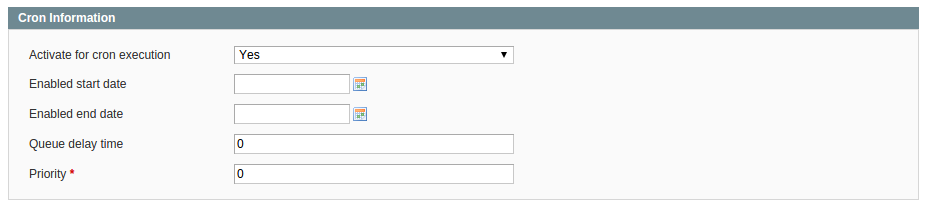 Cron Information
Activate for cron execution Yes
Enabled start date
Enabled end date
Queue delay time 0
Priority * 0